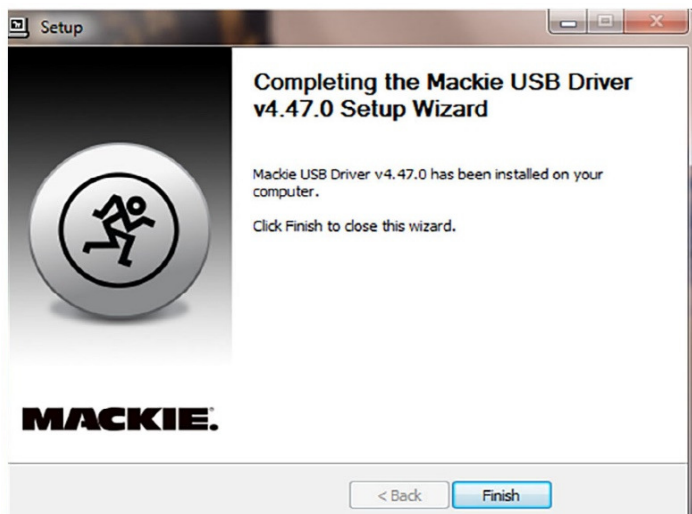 Setup
Completing the Mackie USB Driver
v4.47.0 Setup Wizard
Mackie USB Driver v4.47.0 has been installed on your
computer.
Click Finish to close this wizard.
MACKIE.
< Back
Finish